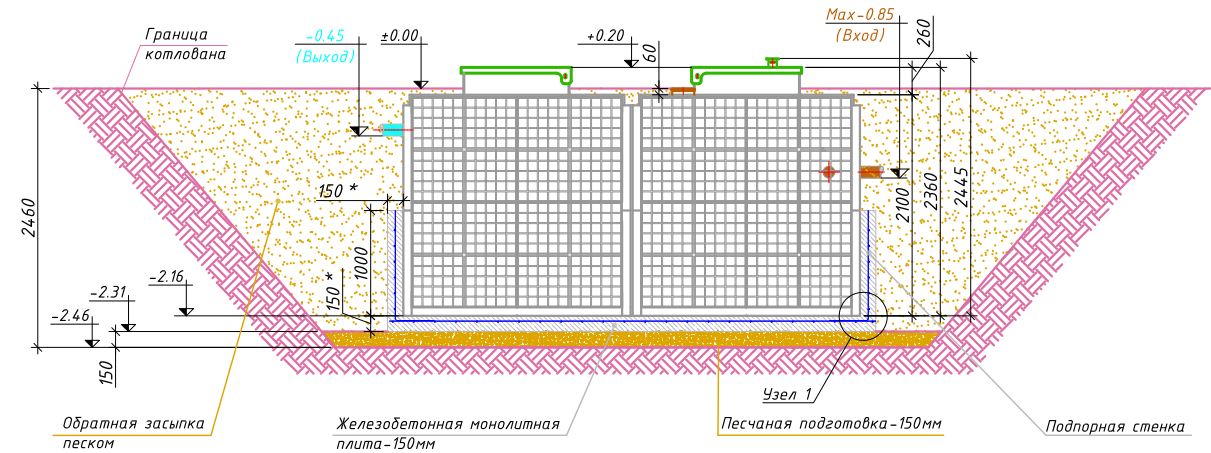 Граница
котлована
-0.45
(Выход)
±0.00
+0.20
60
Max-0.85
(Вход)
260
150 *
2460
1000
150 *
2100
2360
2445
-2.16
-2.31
-2.46
150
Узел 1
Обратная засыпка
песком
Железобетонная монолитная
плита-150мм
Песчаная подготовка-150мм
Подпорная стенка